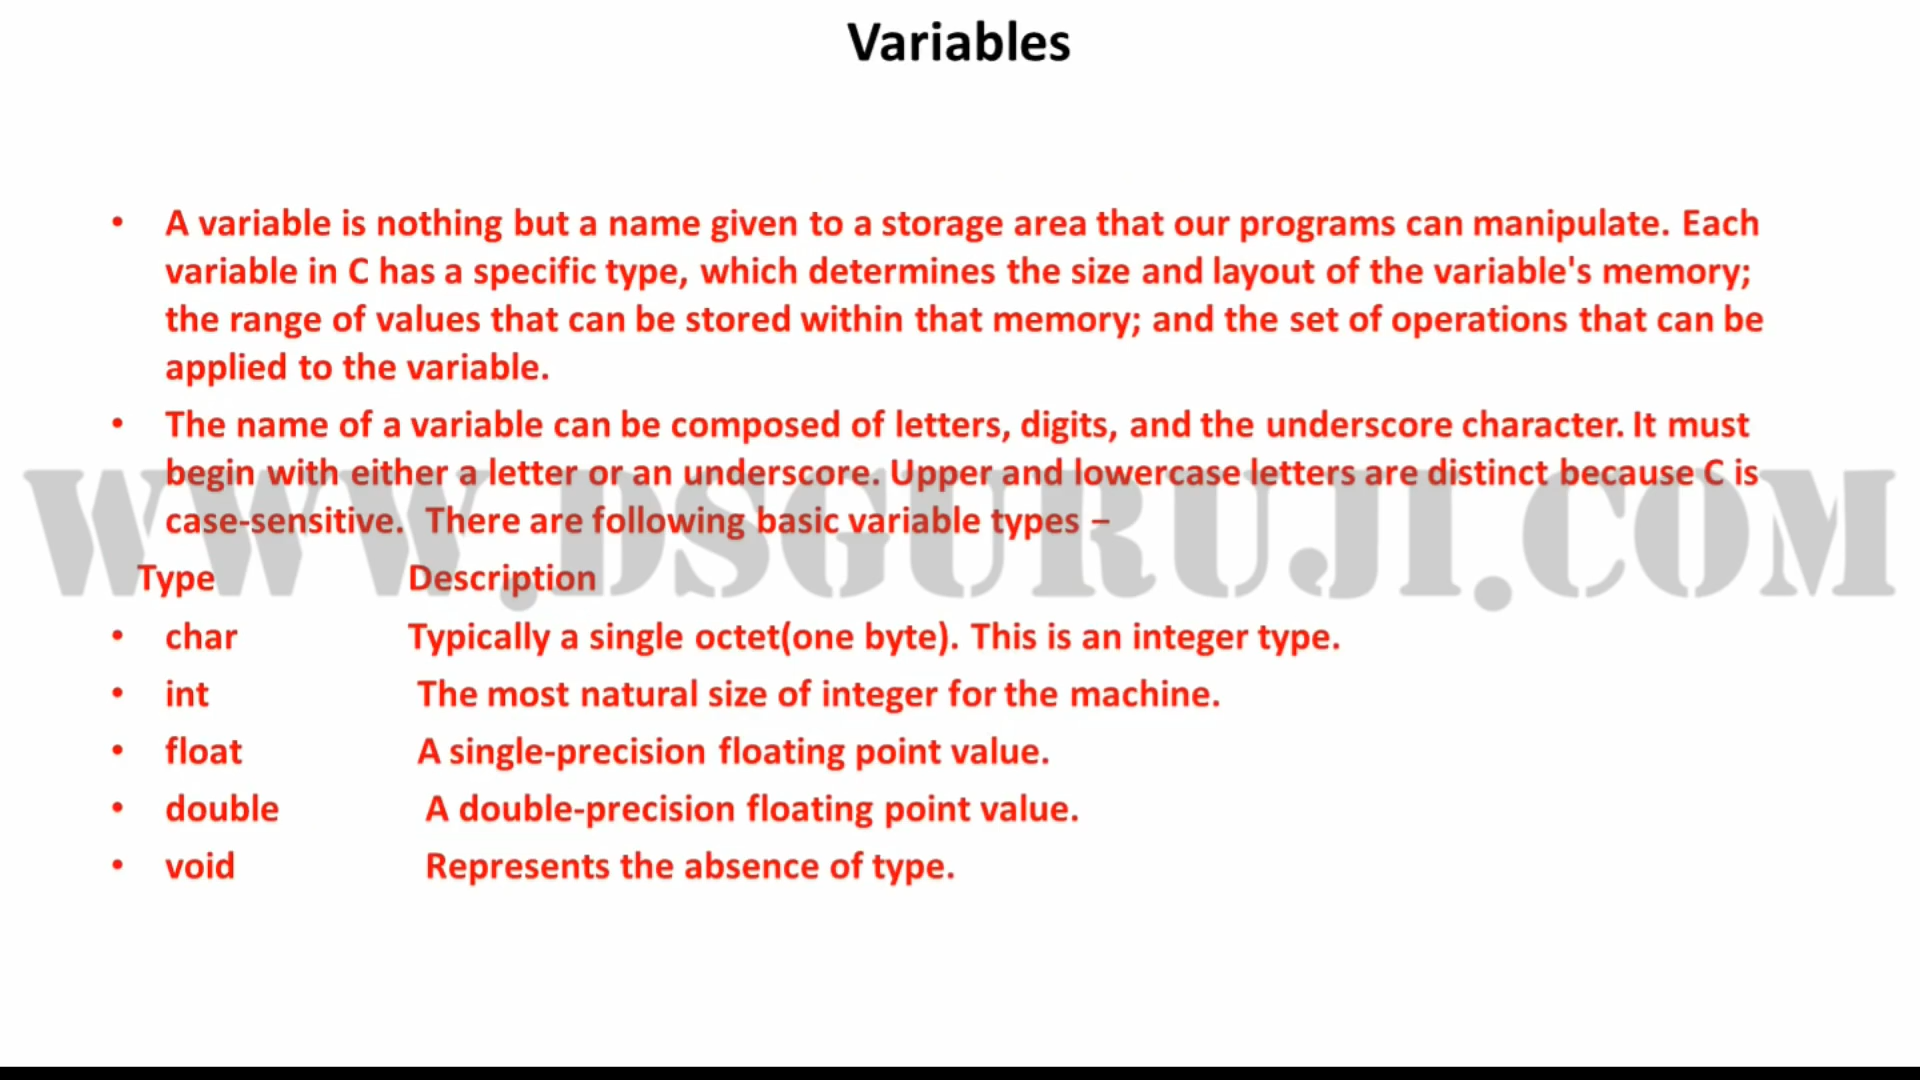 Variables
• A variable is nothing but a name given to a storage area that our programs can manipulate. Each
variable in C has a specific type, which determines the size and layout of the variable's memory;
the range of values that can be stored within that memory; and the set of operations that can be
applied to the variable.
• The name of a variable can be composed of letters, digits, and the underscore character. It must
begin with either a letter or an underscore. Upper and lowercase letters are distinct because C is
case-sensitive. There are following basic variable types –
WWW.DSGURUJI.COM
Type Description
• char Typically a single octet(one byte). This is an integer type.
• int The most natural size of integer for the machine.
• float A single-precision floating point value.
• double A double-precision floating point value.
• void Represents the absence of type.